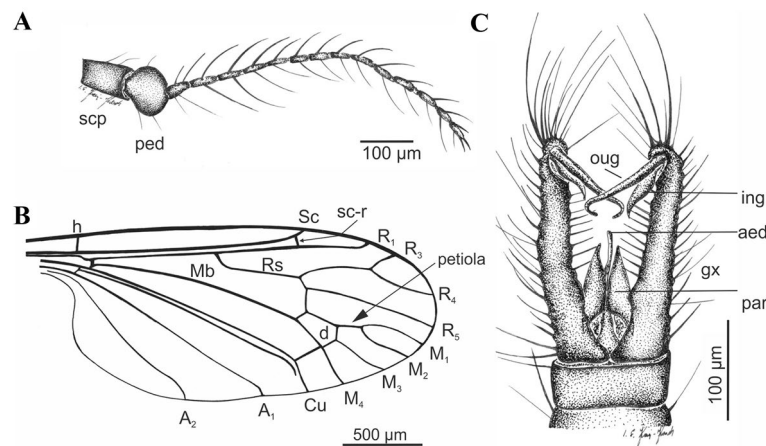 A
scp
ped
100 µm
B
h
Sc
sc-r
R1
R3
petiola
Mb
Rs
R4
d
R5
M1
M2
M3
M4
Cu
A1
A2
500 µm
C
oug
ing
aed
gx
par
100 µm